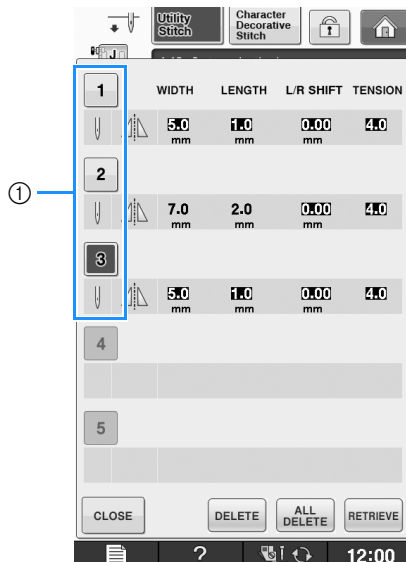 Utility Stitch
Character Decorative Stitch
J
1
WIDTH LENGTH L/R SHIFT TENSION
5.0 mm 1.0 mm 0.00 mm 4.0
2
①
7.0 mm 2.0 mm 0.00 mm 4.0
3
5.0 mm 1.0 mm 0.00 mm 4.0
4
5
CLOSE DELETE ALL DELETE RETRIEVE
? 12:00